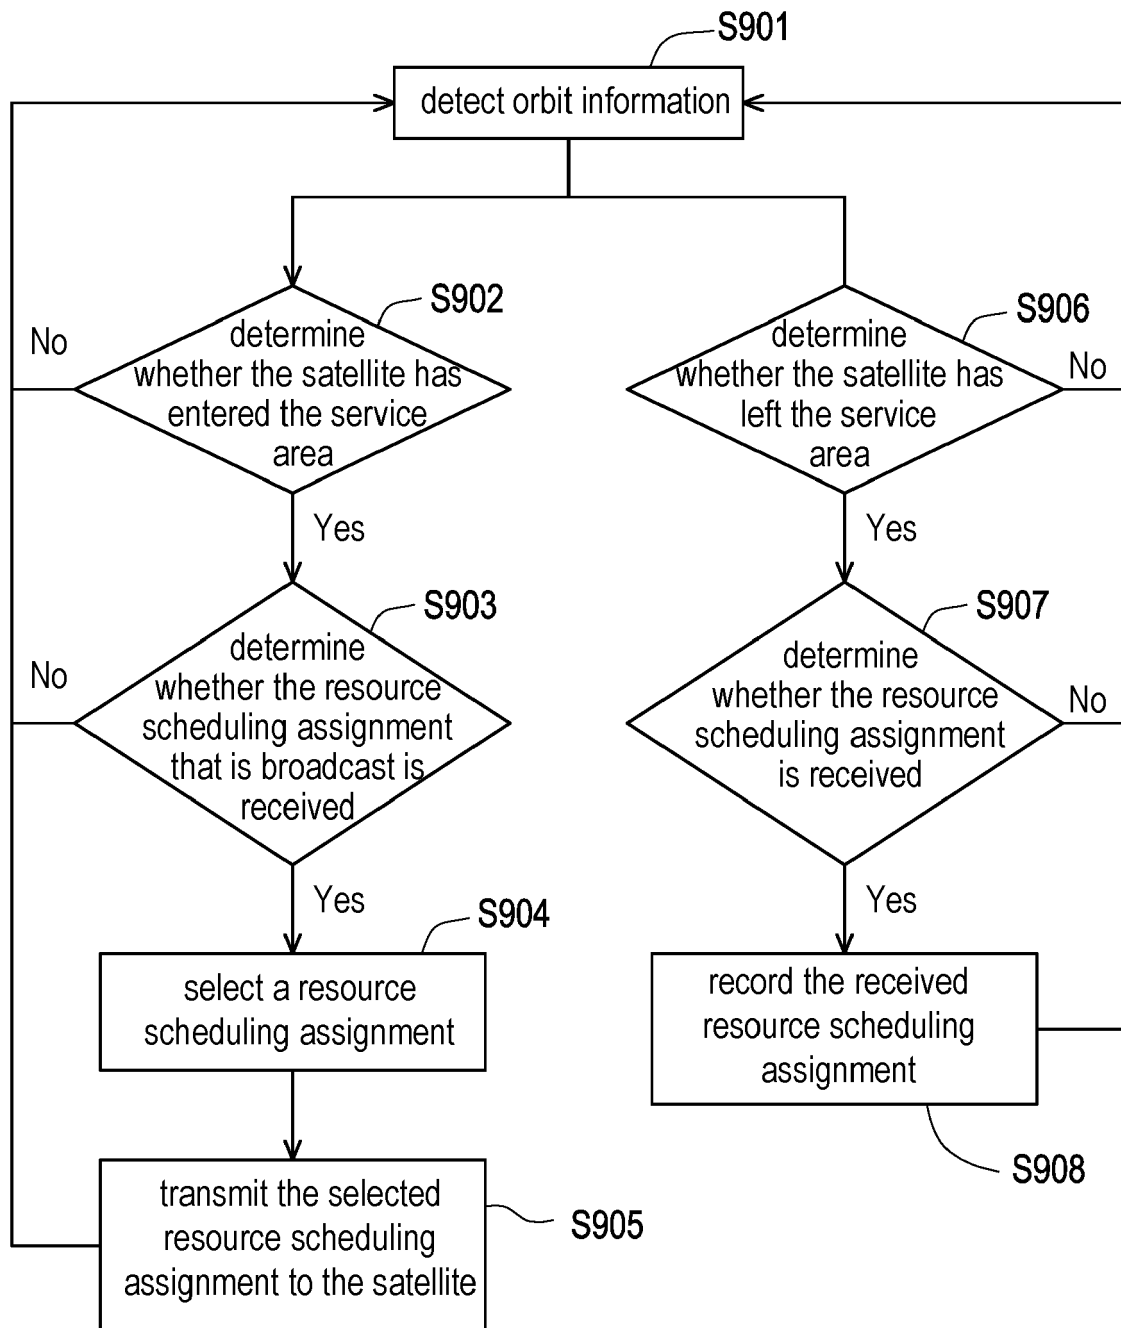 S901
detect orbit information
S902
No
determine
whether the satellite has
entered the service
area
Yes
S903
No
determine
whether the resource
scheduling assignment
that is broadcast is
received
Yes
S904
select a resource
scheduling assignment
transmit the selected
resource scheduling
assignment to the satellite
S905
S906
determine
whether the satellite has
left the service
area
No
Yes
S907
determine
whether the resource
scheduling assignment
is received
No
Yes
record the received
resource scheduling
assignment
S908